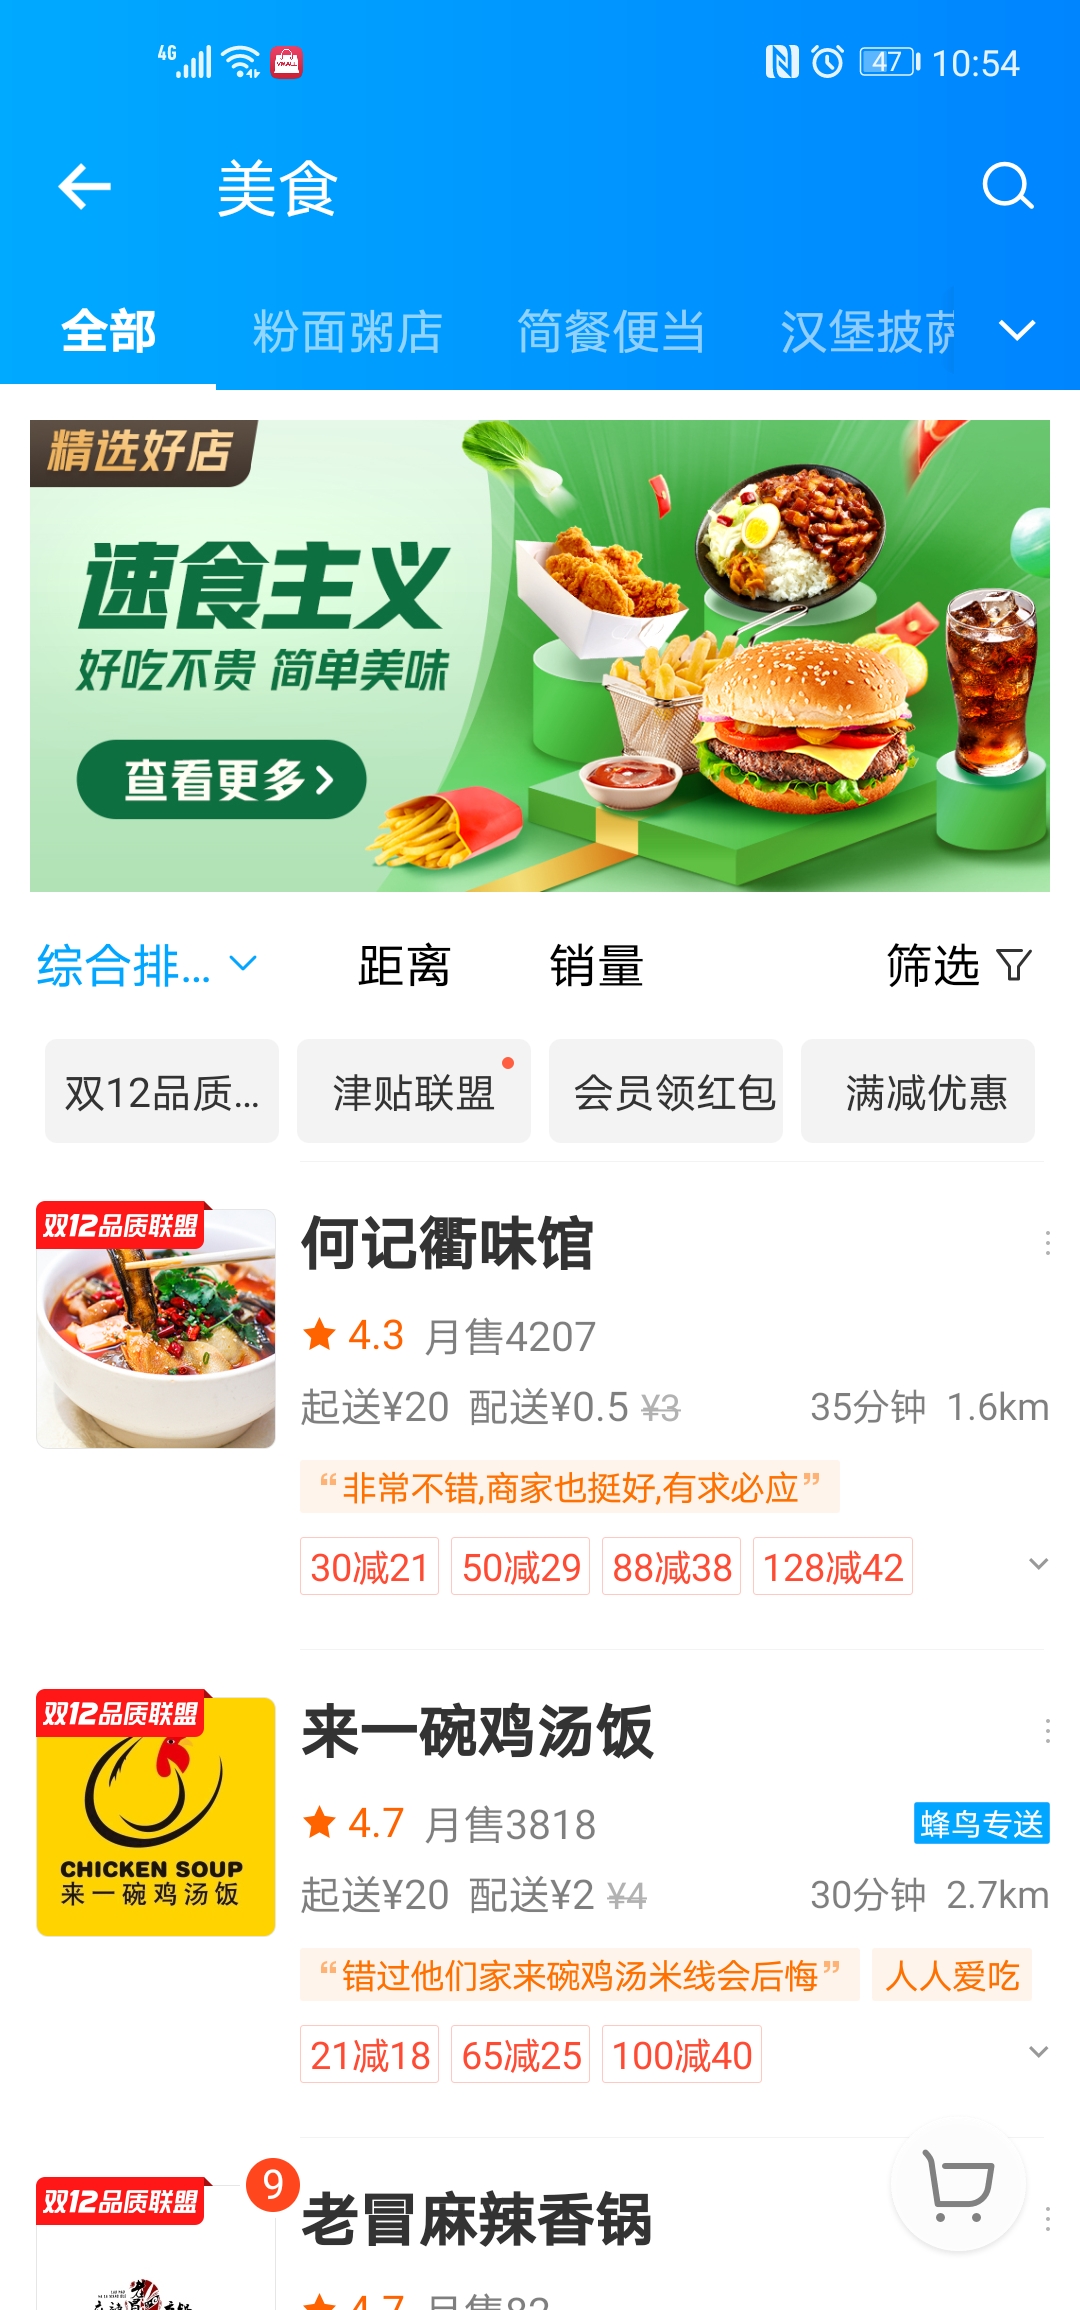 4G
VMALL
47
10:54
美食
全部 粉面粥店 简餐便当 汉堡披萨
精选好店
速食主义
好吃不贵 简单美味
查看更多
综合排... 距离 销量 筛选
双12品质... 津贴联盟 会员领红包 满减优惠
双12品质联盟
何记衢味馆
4.3 月售4207
起送¥20 配送¥0.5 ¥3 35分钟 1.6km
“非常不错,商家也挺好,有求必应”
30减21 50减29 88减38 128减42
双12品质联盟
来一碗鸡汤饭
4.7 月售3818 蜂鸟专送
起送¥20 配送¥2 ¥4 30分钟 2.7km
“错过他们家来碗鸡汤米线会后悔” 人人爱吃
21减18 65减25 100减40
CHICKEN SOUP
来一碗鸡汤饭
双12品质联盟
9
老冒麻辣香锅
4.7